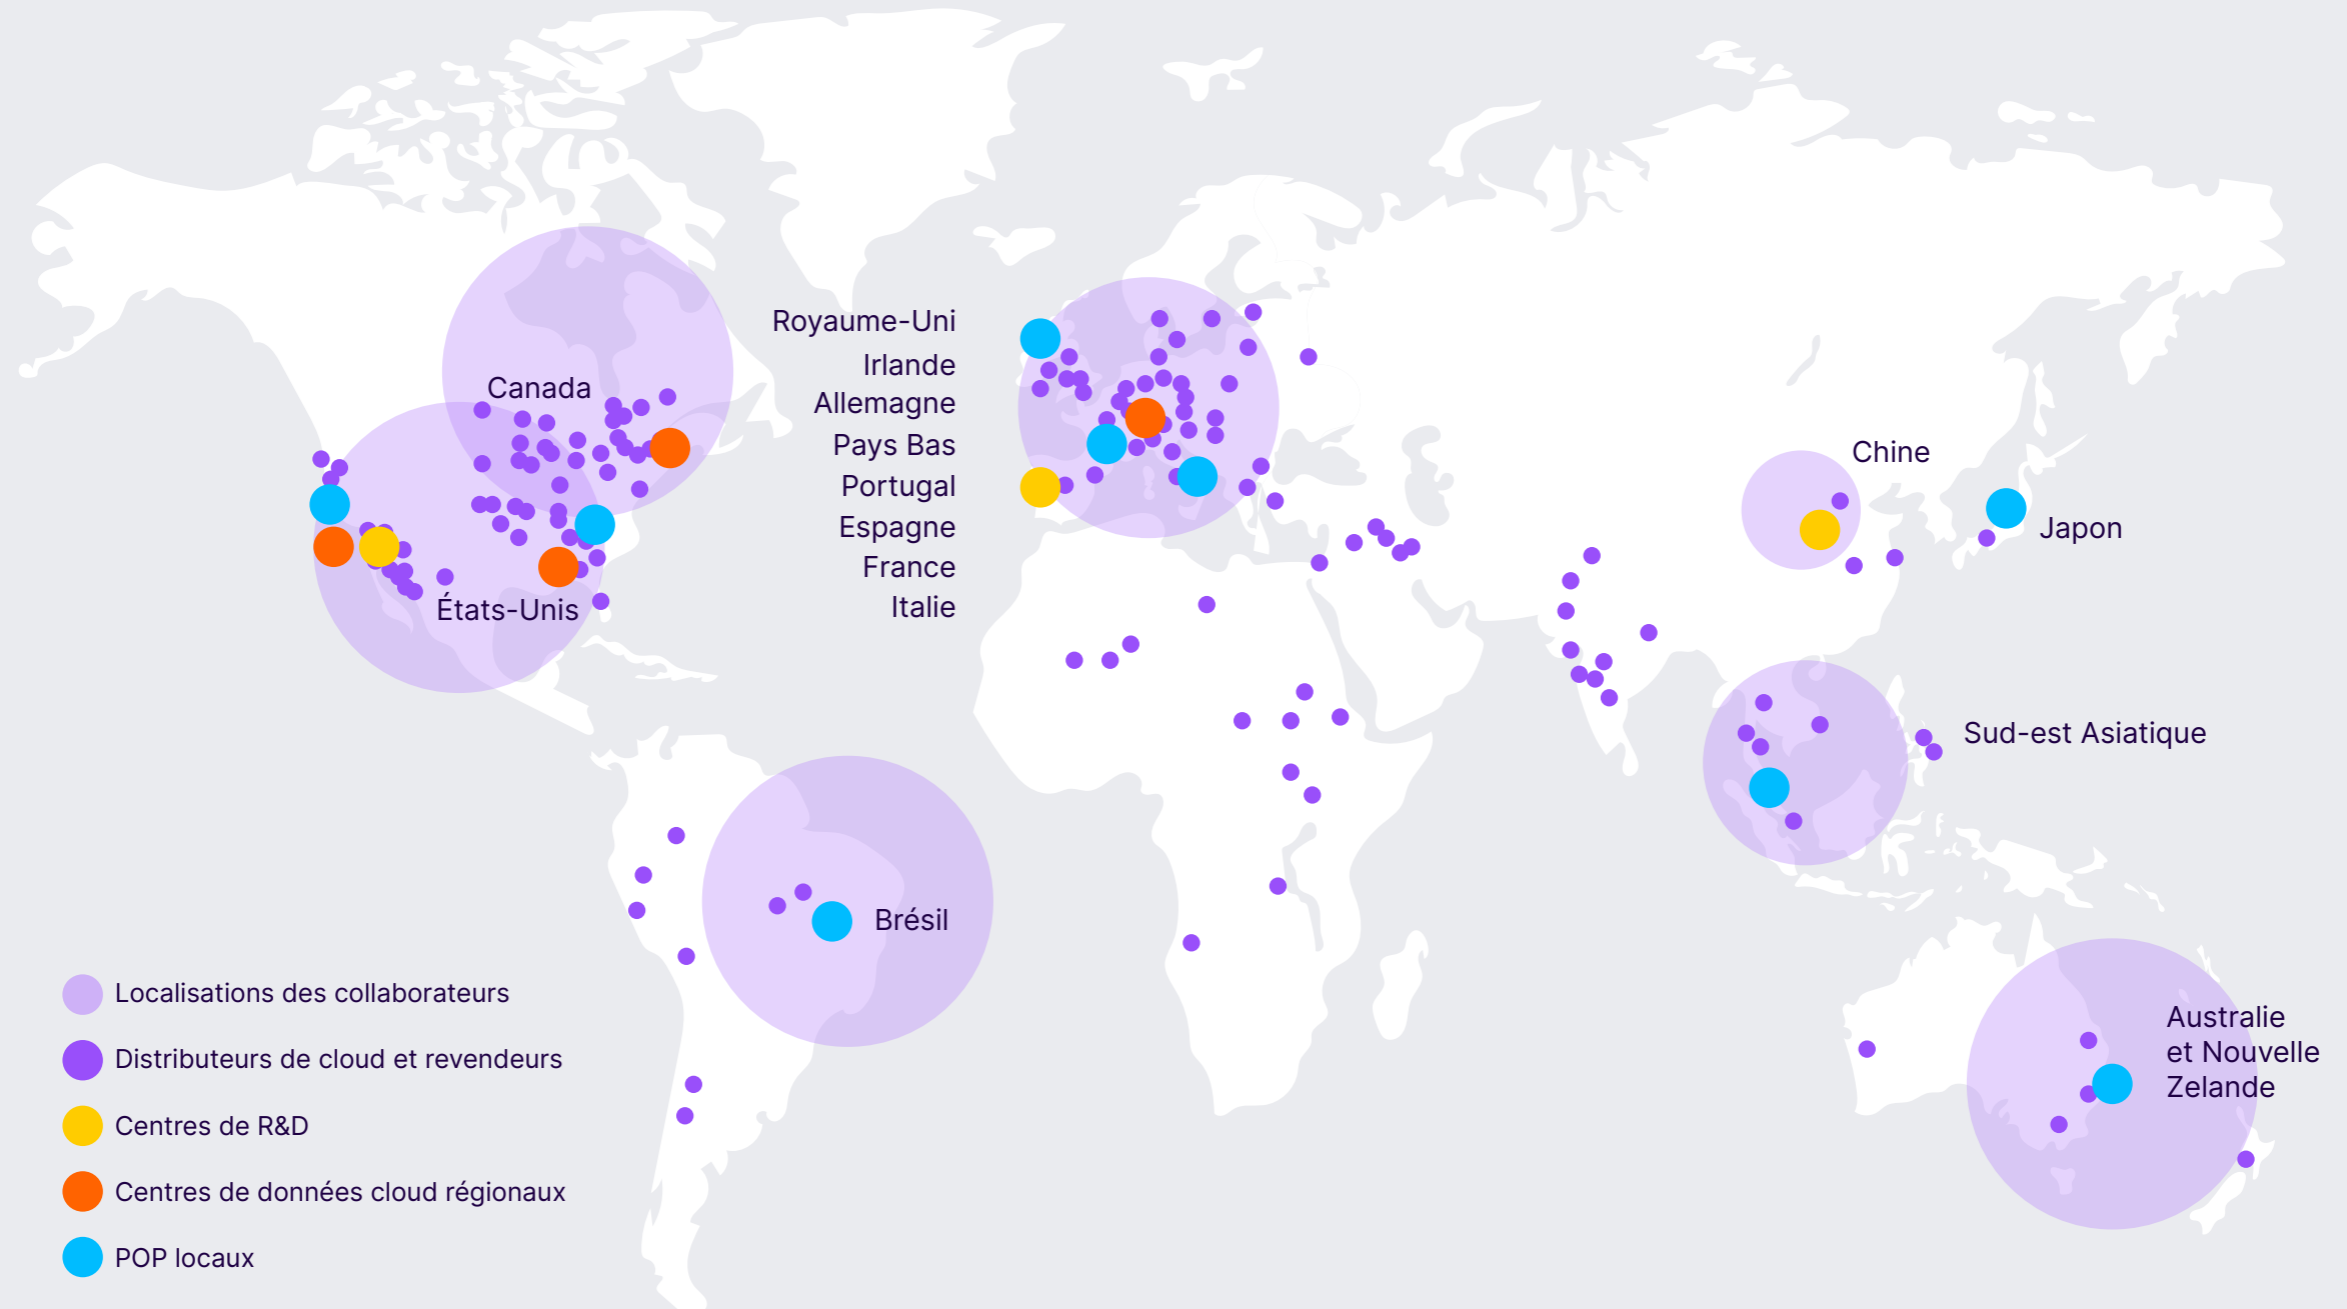 Canada
États-Unis
Royaume-Uni
Irlande
Allemagne
Pays Bas
Portugal
Espagne
France
Italie
Chine
Japon
Sud-est Asiatique
Brésil
Australie
et Nouvelle
Zelande
Localisations des collaborateurs
Distributeurs de cloud et revendeurs
Centres de R&D
Centres de données cloud régionaux
POP locaux